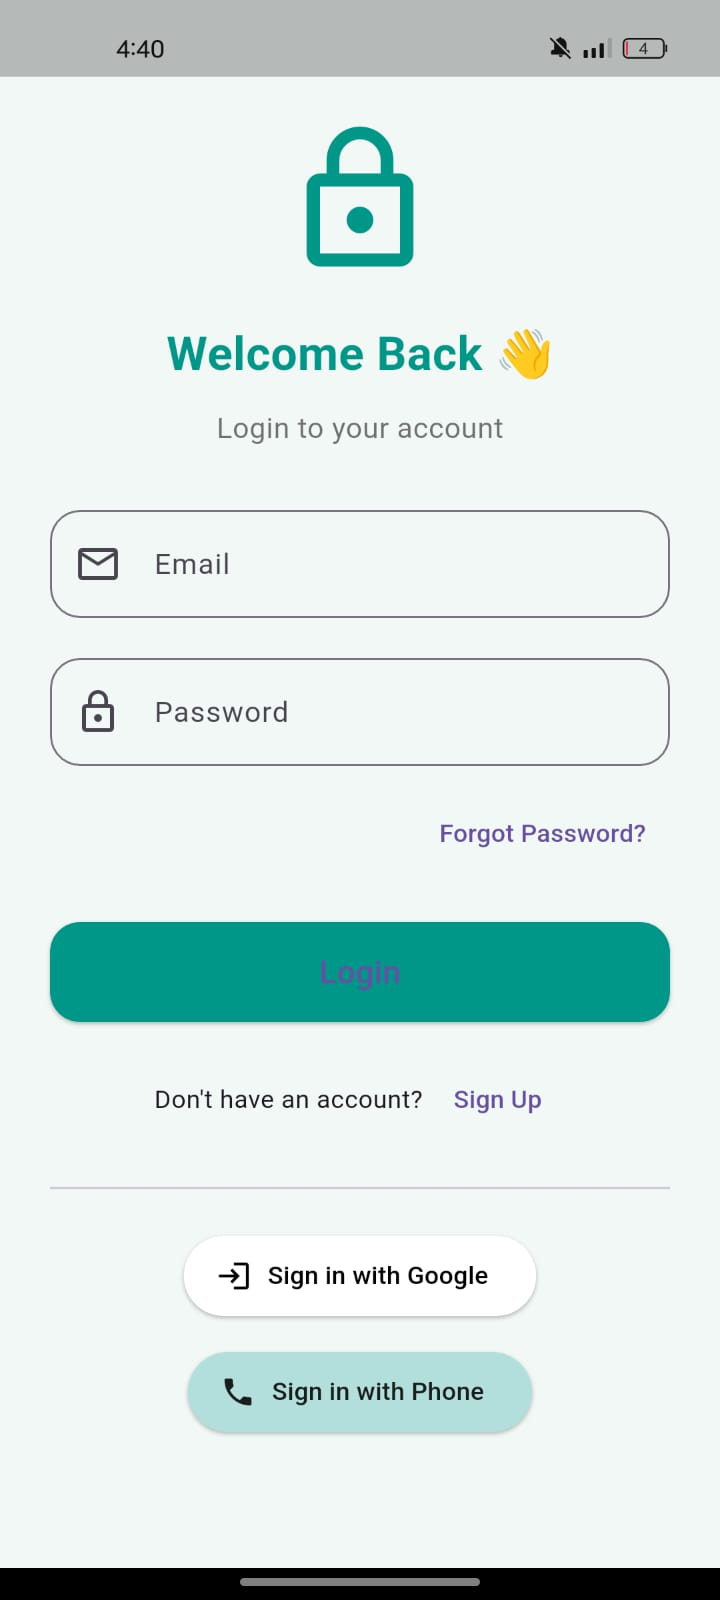 4:40
4
Welcome Back 👋
Login to your account
Email
Password
Forgot Password?
Login
Don't have an account? Sign Up
Sign in with Google
Sign in with Phone